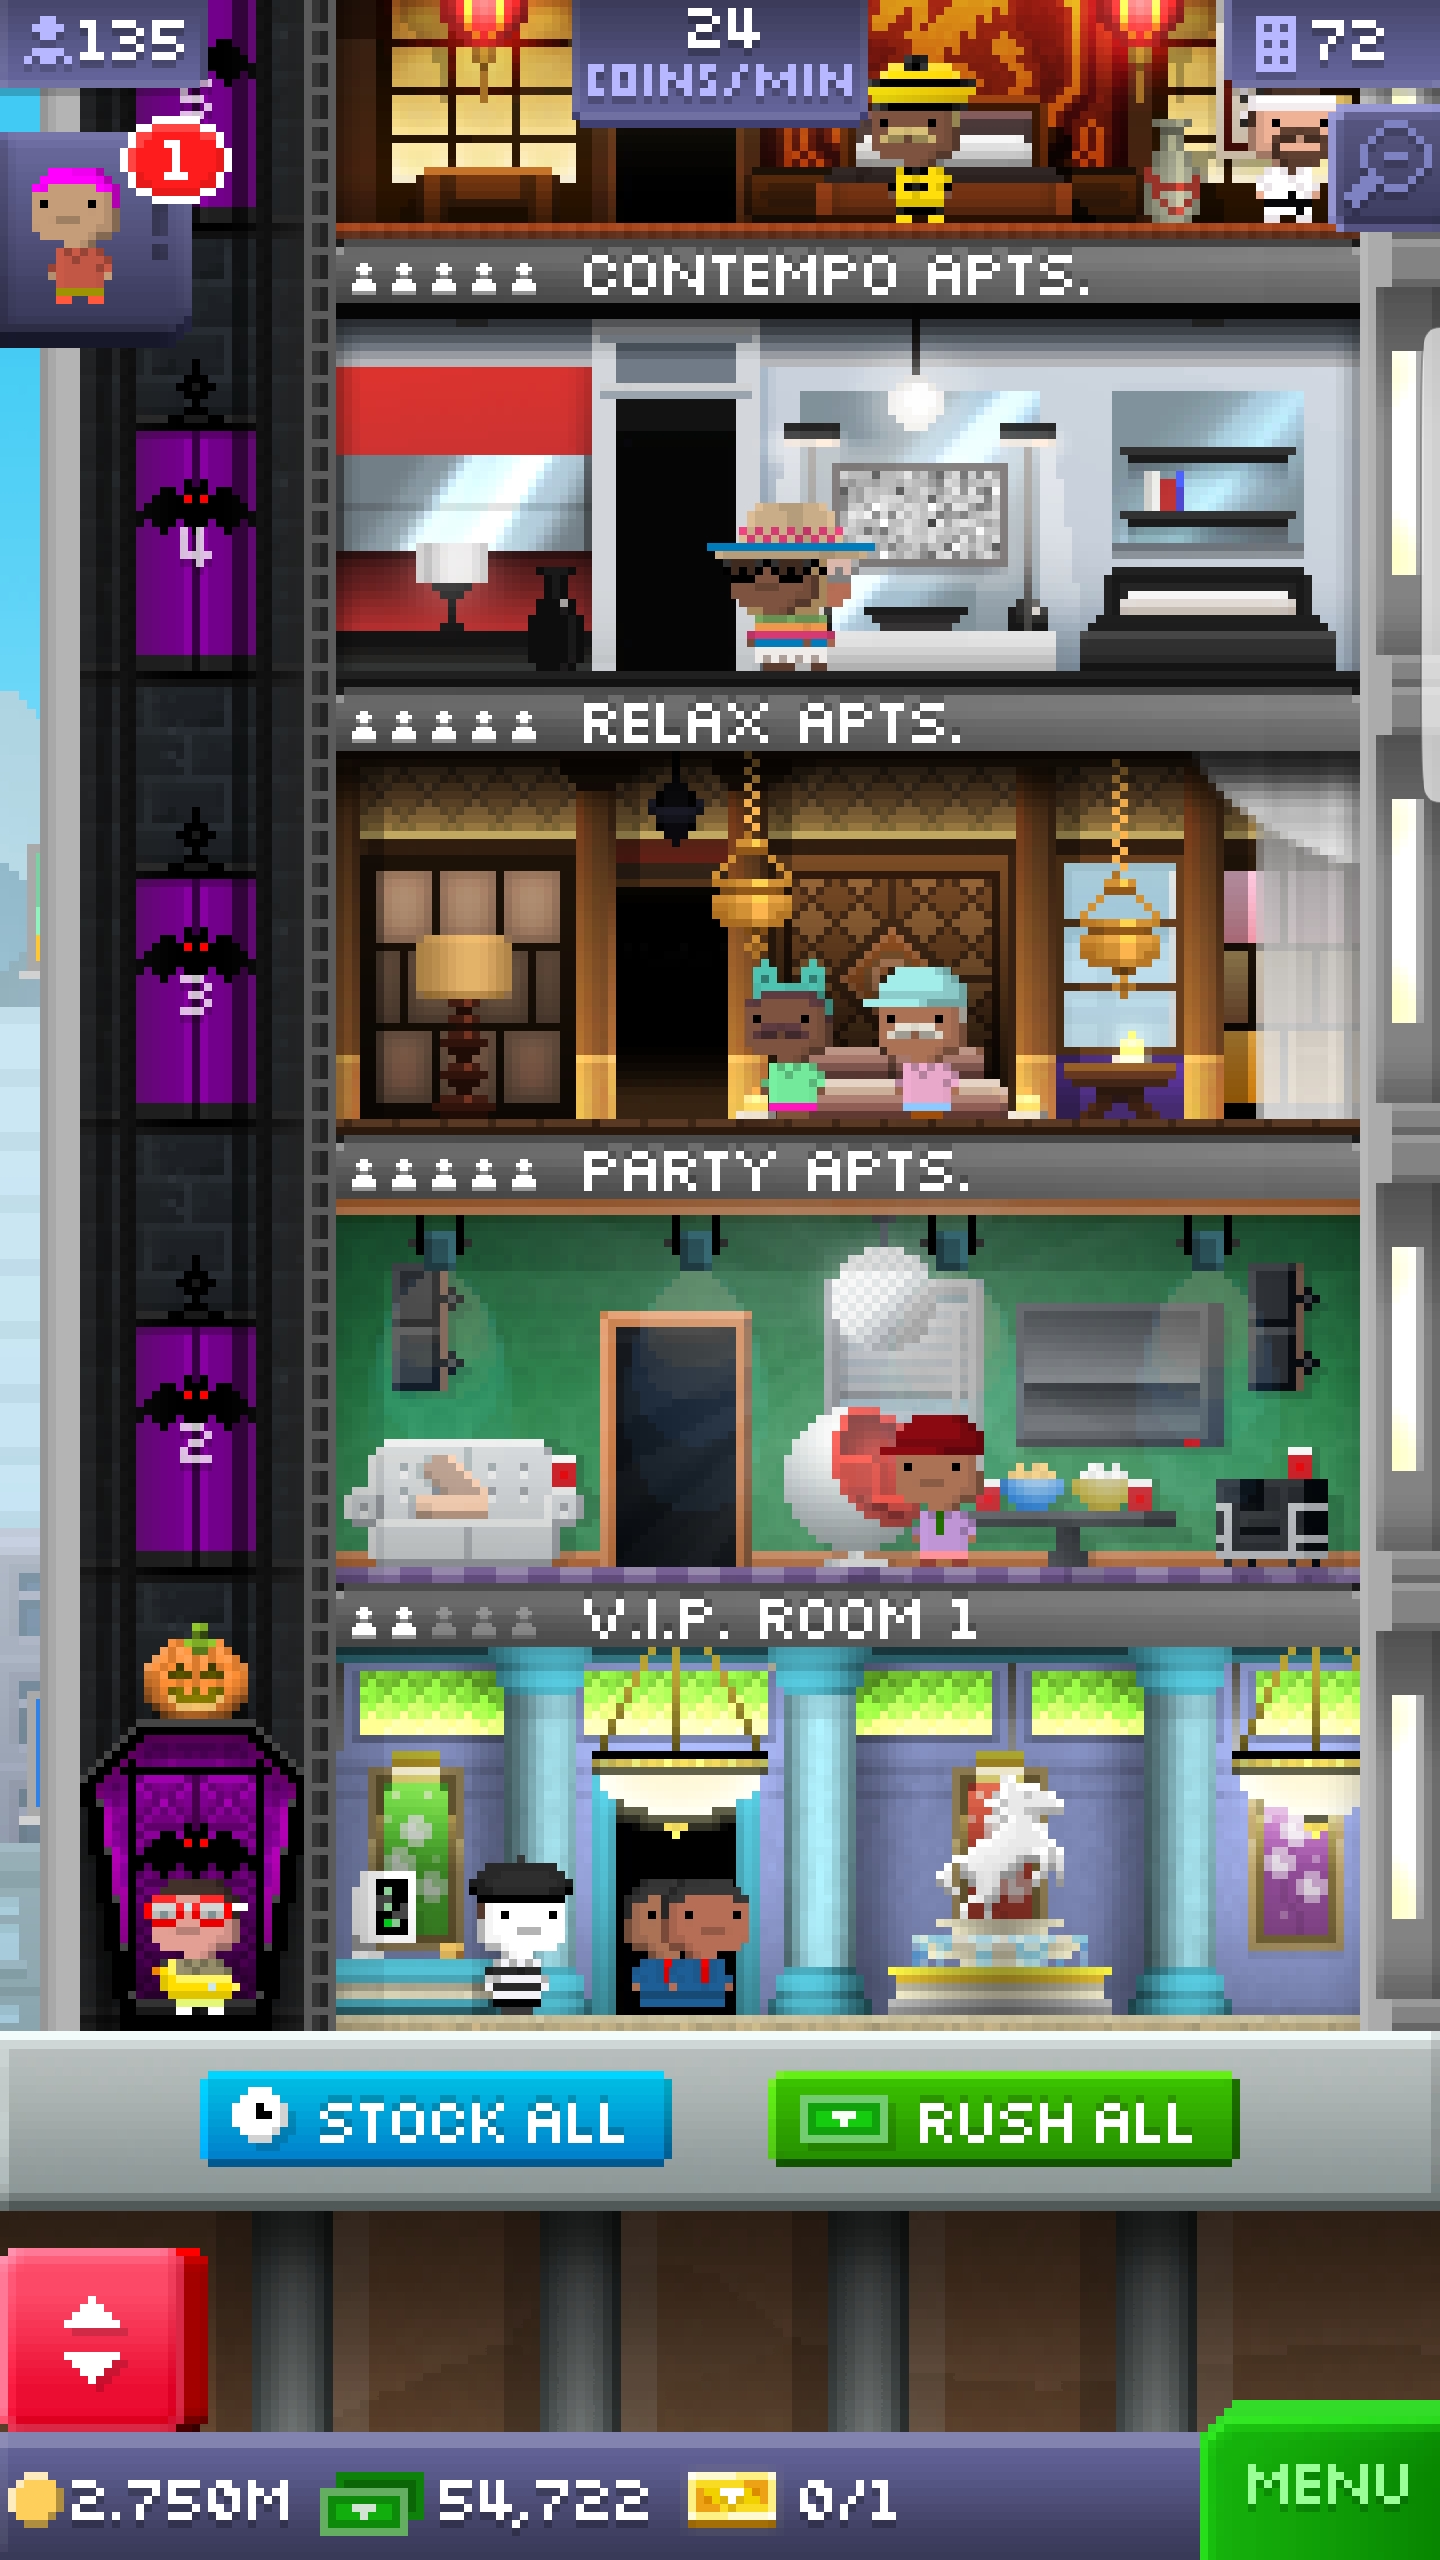 135
24
COINS/MIN
72
5
1
CONTEMPO APTS.
4
RELAX APTS.
3
PARTY APTS.
2
V.I.P. ROOM 1
STOCK ALL
RUSH ALL
2.750M
54,722
0/1
MENU